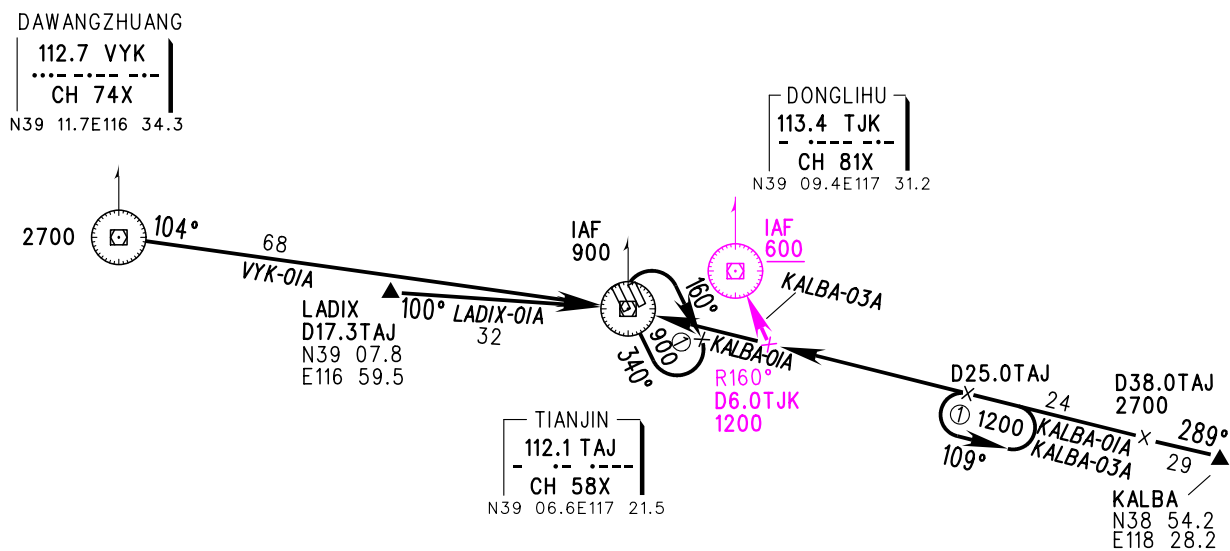 DAWANGZHUANG
112.7 VYK
CH 74X
N39 11.7E116 34.3
2700
104°
68
VYK-01A
LADIX
D17.3TAJ
N39 07.8
E116 59.5
100°
LADIX-01A
32
IAF
900
160°
900
①
340°
KALBA-01A
TIANJIN
112.1 TAJ
CH 58X
N39 06.6E117 21.5
DONGLIHU
113.4 TJK
CH 81X
N39 09.4E117 31.2
IAF
600
KALBA-03A
R160°
D6.0TJK
1200
D25.0TAJ
① 1200
109°
24
KALBA-01A
KALBA-03A
D38.0TAJ
2700
289°
29
KALBA
N38 54.2
E118 28.2